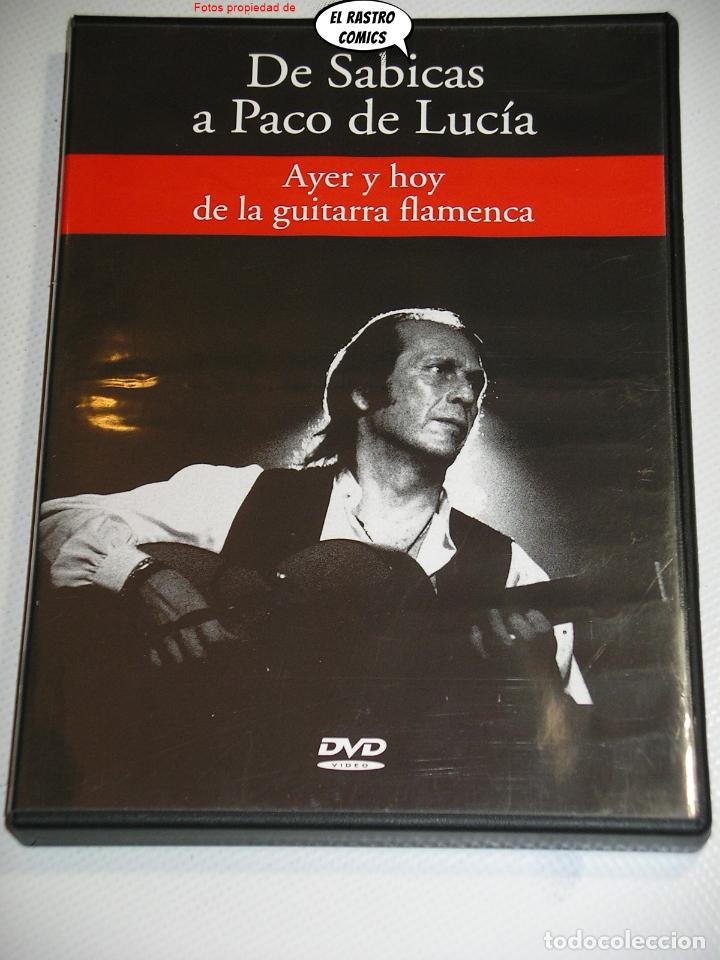 Fotos propiedad de
EL RASTRO
COMICS
De Sabicas
a Paco de Lucía
Ayer y hoy
de la guitarra flamenca
DVD
VIDEO
todocoleccion